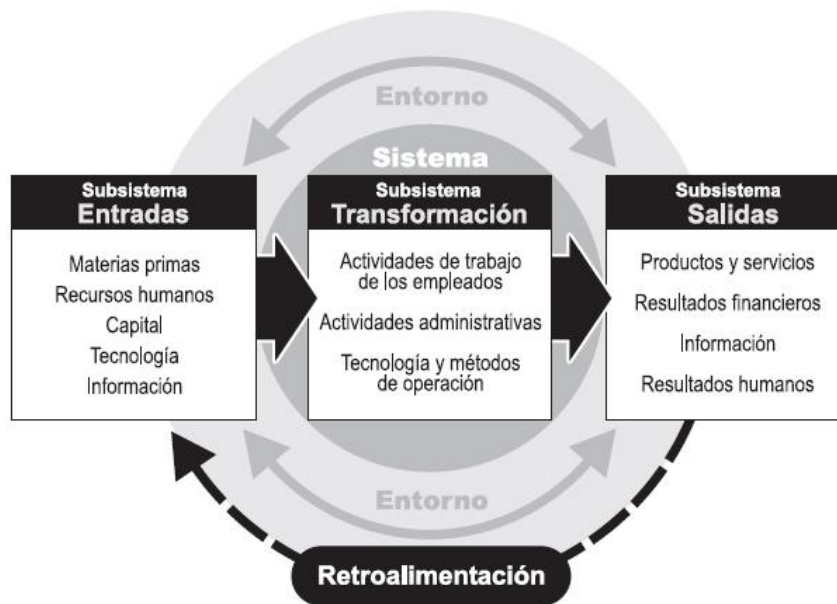 Entorno
Sistema
Subsistema
Entradas
Materias primas
Recursos humanos
Capital
Tecnología
Información
Subsistema
Transformación
Actividades de trabajo
de los empleados
Actividades administrativas
Tecnología y métodos
de operación
Subsistema
Salidas
Productos y servicios
Resultados financieros
Información
Resultados humanos
Entorno
Retroalimentación